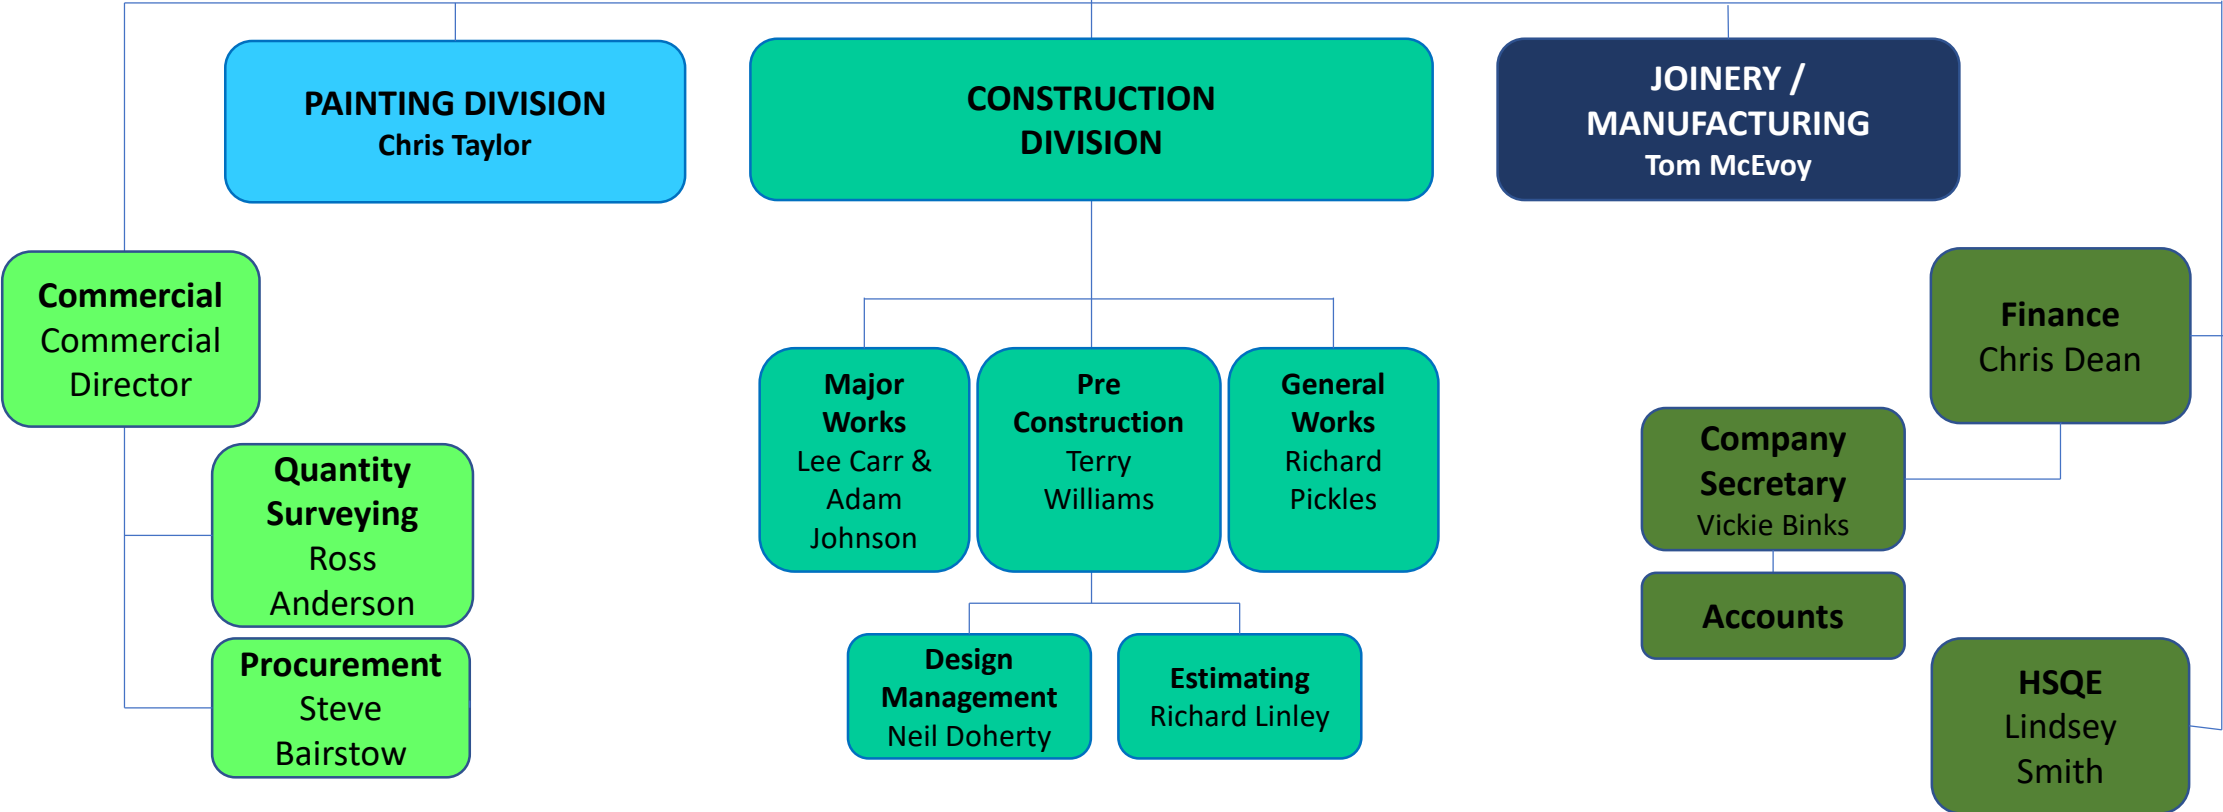 PAINTING DIVISION
Chris Taylor
CONSTRUCTION
DIVISION
JOINERY /
MANUFACTURING
Tom McEvoy
Commercial
Commercial
Director
Quantity
Surveying
Ross
Anderson
Procurement
Steve
Bairstow
Major
Works
Lee Carr &
Adam
Johnson
Pre
Construction
Terry
Williams
General
Works
Richard
Pickles
Design
Management
Neil Doherty
Estimating
Richard Linley
Finance
Chris Dean
Company
Secretary
Vickie Binks
Accounts
HSQE
Lindsey
Smith